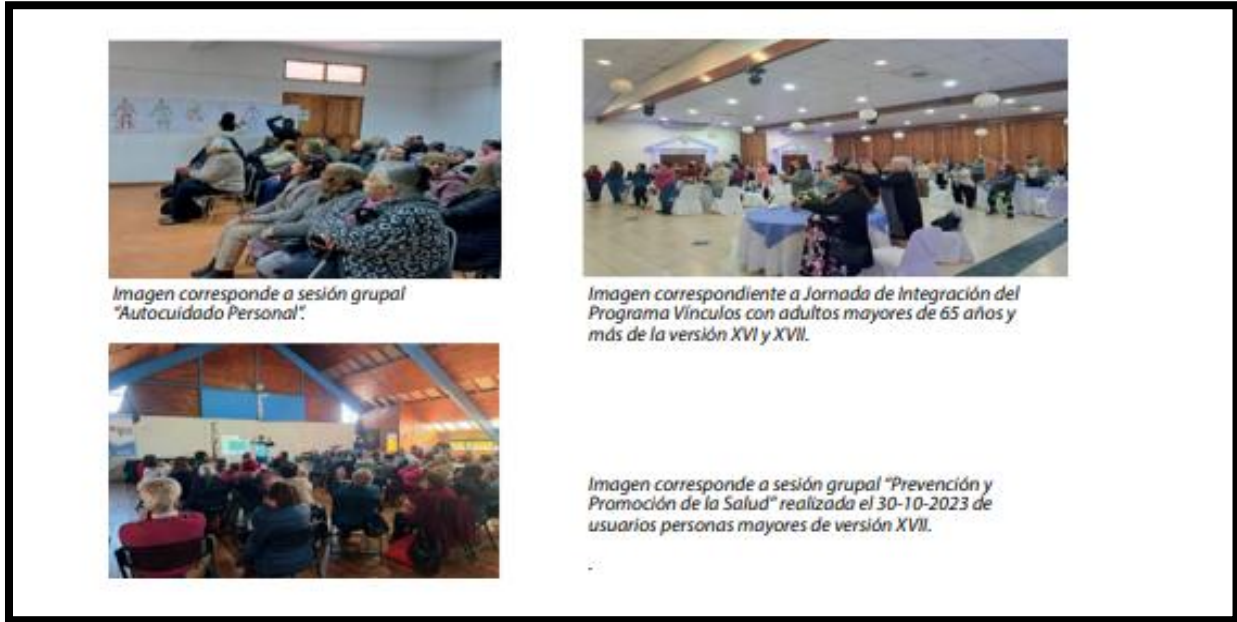 Imagen corresponde a sesión grupal
"Autocuidado Personal".
Imagen correspondiente a Jornada de Integración del
Programa Vínculos con adultos mayores de 65 años y
más de la versión XVI y XVII.
Imagen corresponde a sesión grupal "Prevención y
Promoción de la Salud" realizada el 30-10-2023 de
usuarios personas mayores de versión XVII.